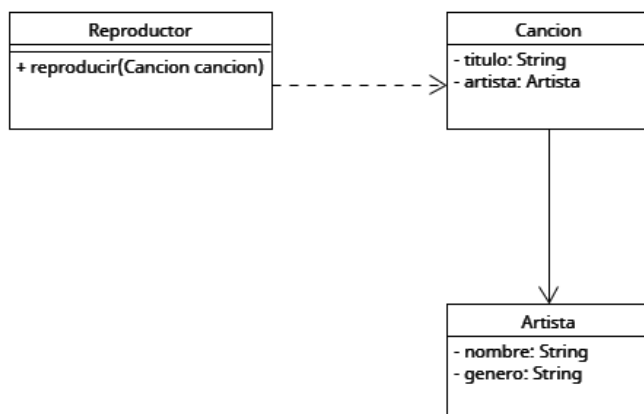 Reproductor
+ reproducir(Cancion cancion)
Cancion
- titulo: String
- artista: Artista
Artista
- nombre: String
- genero: String